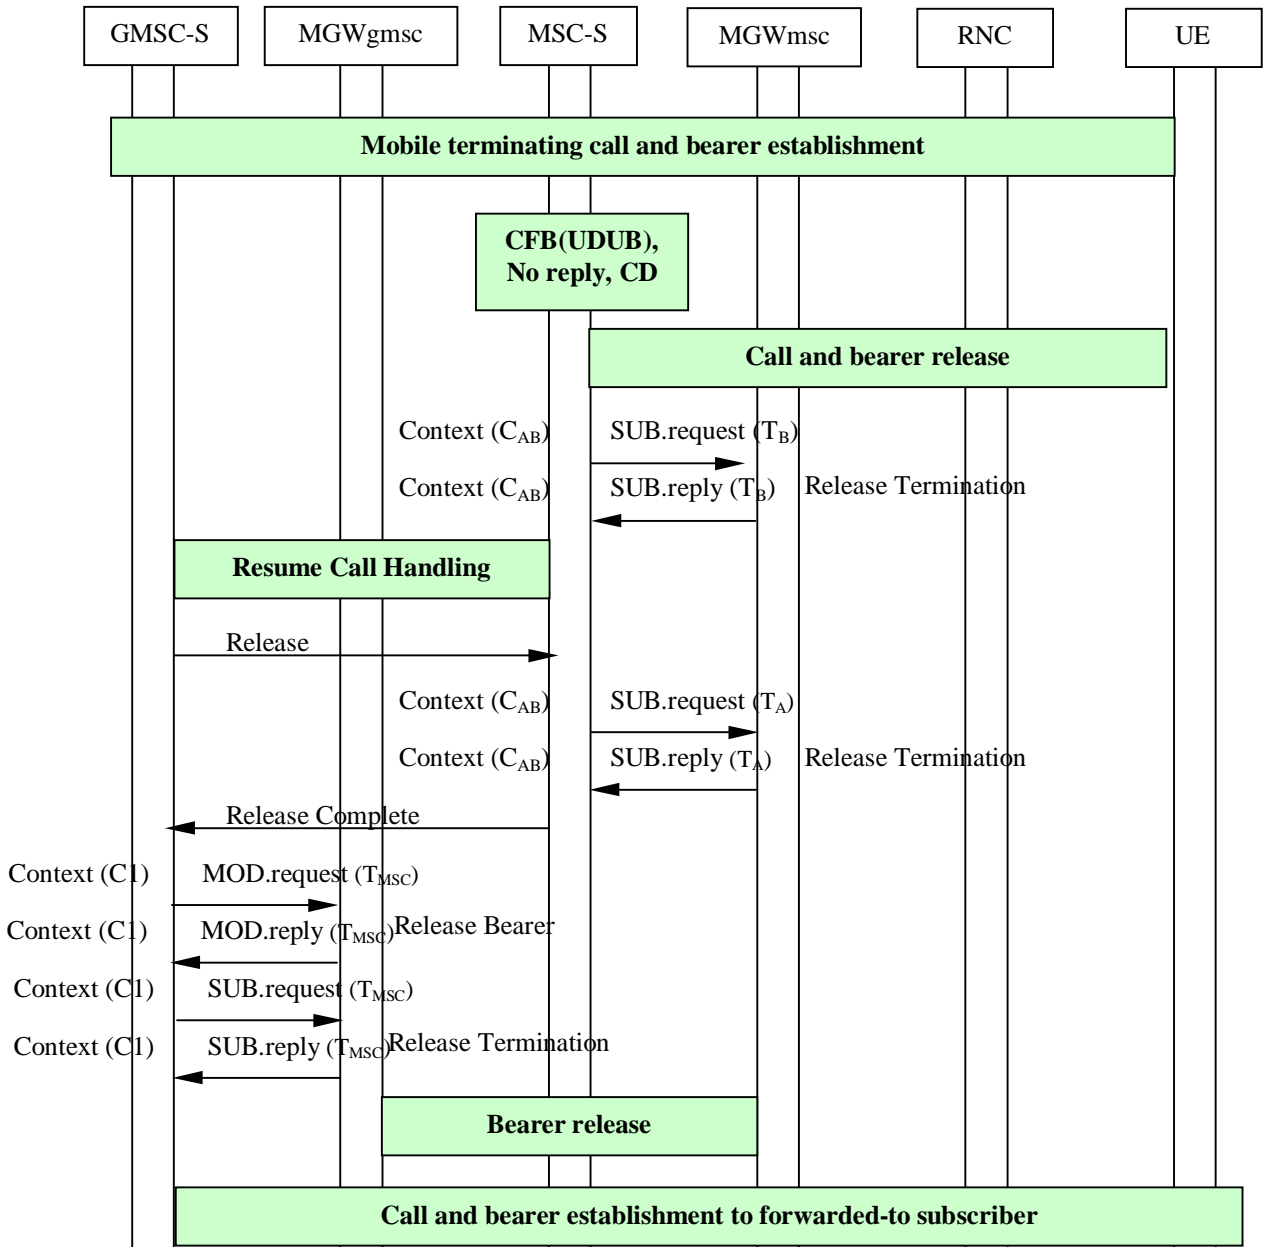 GMSC-S MGWgmsc MSC-S MGWmsc RNC UE
Mobile terminating call and bearer establishment
CFB(UDUB),
No reply, CD
Call and bearer release
Context (CAB) SUB.request (TB)
Context (CAB) SUB.reply (TB) Release Termination
Resume Call Handling
Release
Context (CAB) SUB.request (TA)
Context (CAB) SUB.reply (TA) Release Termination
Release Complete
Context (C1) MOD.request (TMSC)
Context (C1) MOD.reply (TMSC) Release Bearer
Context (C1) SUB.request (TMSC)
Context (C1) SUB.reply (TMSC) Release Termination
Bearer release
Call and bearer establishment to forwarded-to subscriber